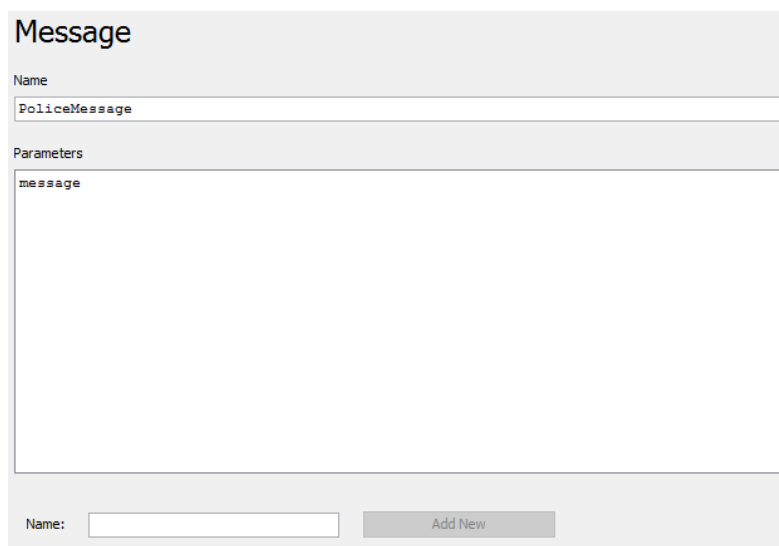 Message
Name
PoliceMessage
Parameters
message
Name: Add New